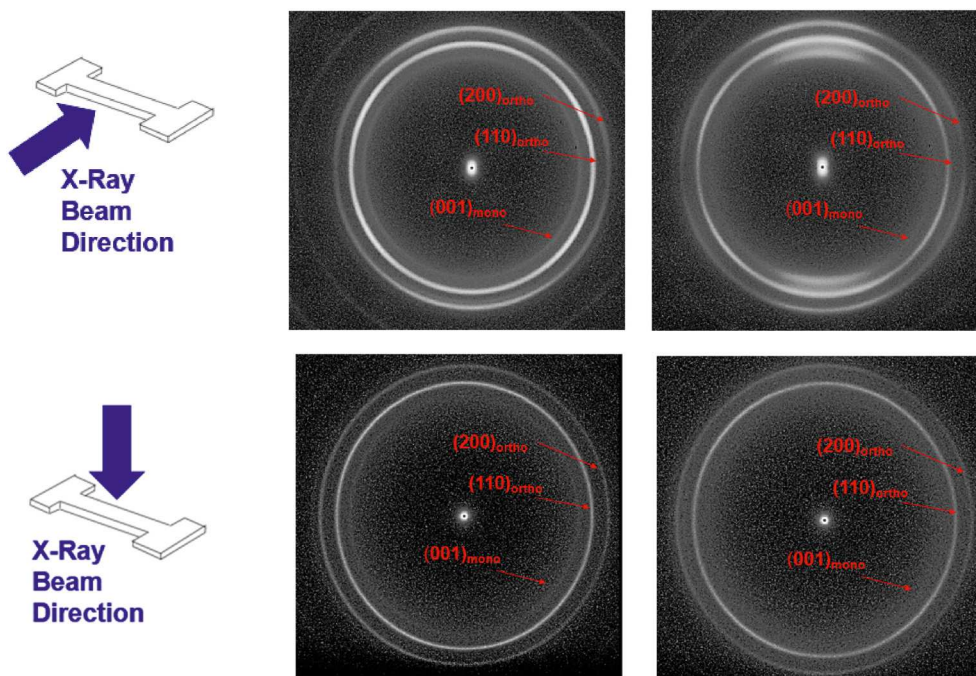 X-Ray
Beam
Direction
(200)ortho
(110)ortho
(001)mono
(200)ortho
(110)ortho
(001)mono
X-Ray
Beam
Direction
(200)ortho
(110)ortho
(001)mono
(200)ortho
(110)ortho
(001)mono